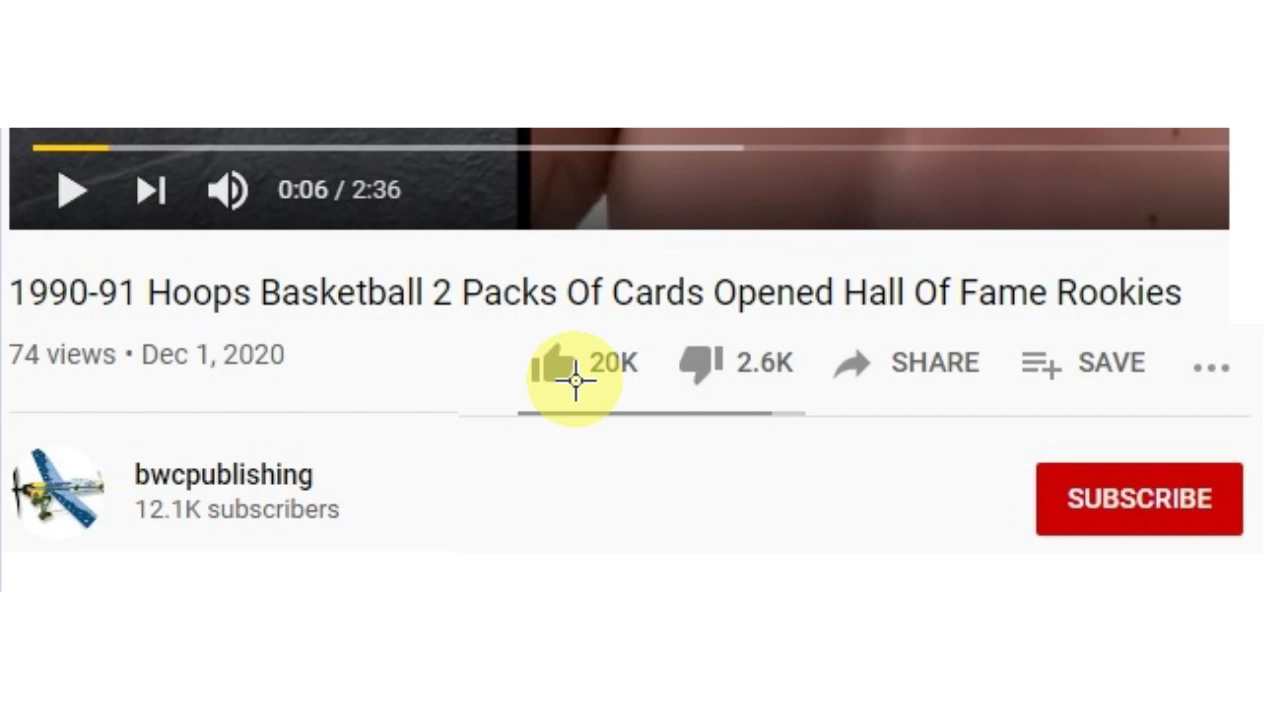 0:06 / 2:36
1990-91 Hoops Basketball 2 Packs Of Cards Opened Hall Of Fame Rookies
74 views • Dec 1, 2020 20K 2.6K SHARE SAVE
bwcpublishing
12.1K subscribers
SUBSCRIBE